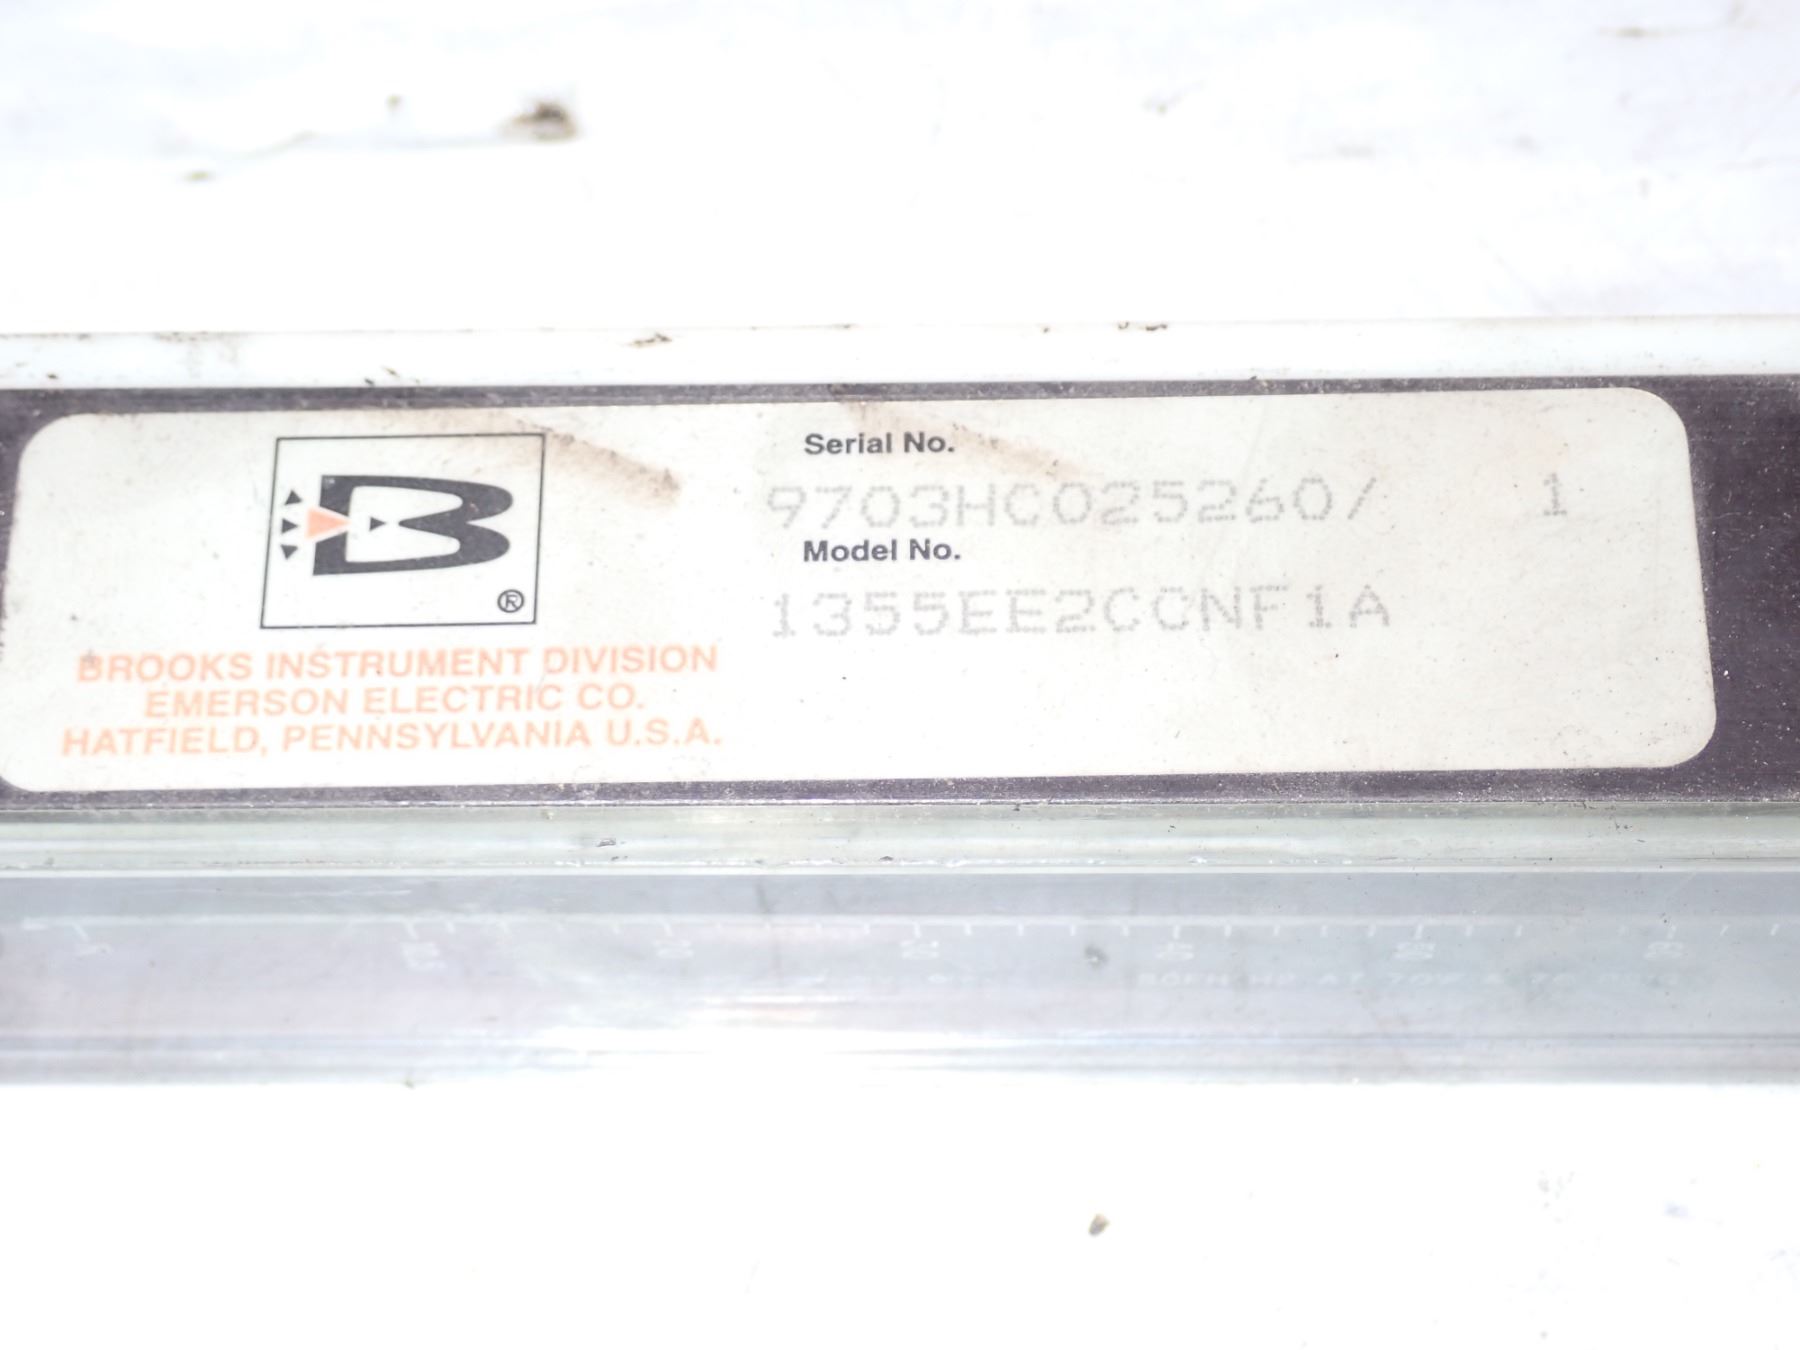 B
®
BROOKS INSTRUMENT DIVISION
EMERSON ELECTRIC CO.
HATFIELD, PENNSYLVANIA U.S.A.
Serial No.
9703HC025260/ 1
Model No.
1355EE2CCNF1A